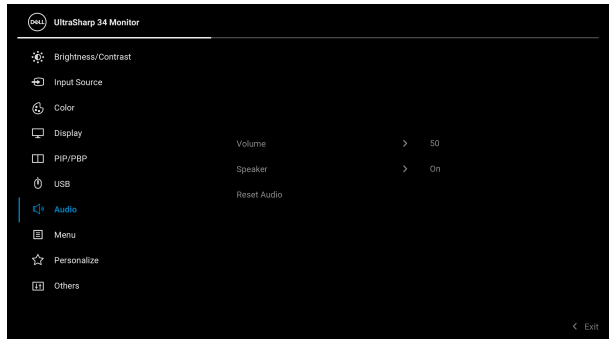 DELL UltraSharp 34 Monitor
Brightness/Contrast
Input Source
Color
Display
Volume > 50
PIP/PBP
Speaker > On
USB
Reset Audio
Audio
Menu
Personalize
Others
< Exit